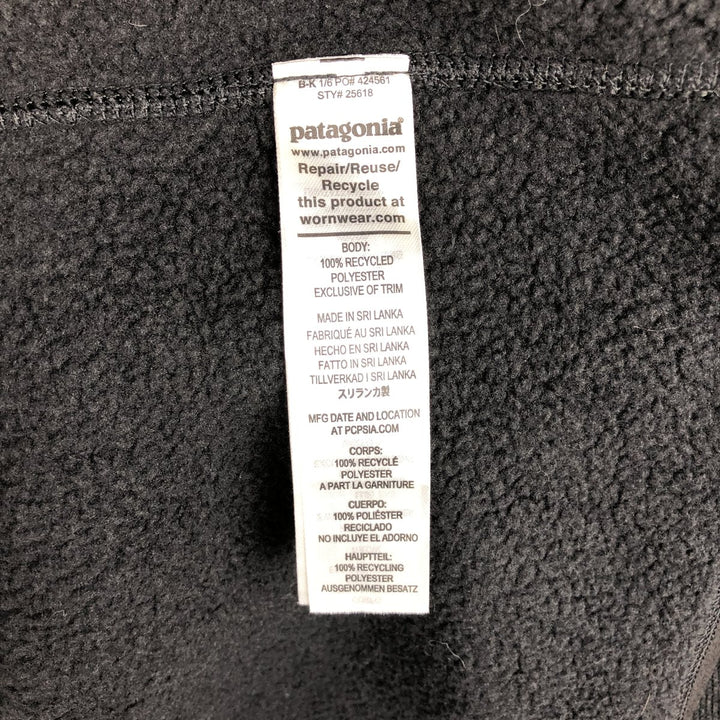 B-K 1/6 PO# 424561
STY# 25618
patagonia®
www.patagonia.com
Repair/Reuse/
Recycle
this product at
wornwear.com
BODY:
100% RECYCLED
POLYESTER
EXCLUSIVE OF TRIM
MADE IN SRI LANKA
FABRIQUÉ AU SRI LANKA
HECHO EN SRI LANKA
FATTO IN SRI LANKA
TILLVERKAD I SRI LANKA
スリランカ製
MFG DATE AND LOCATION
AT PCPSIA.COM
CORPS:
100% RECYCLÉ
POLYESTER
A PART LA GARNITURE
CUERPO:
100% POLIÉSTER
RECICLADO
NO INCLUYE EL ADORNO
HAUPTTEIL:
100% RECYCLING
POLYESTER
AUSGENOMMEN BESATZ